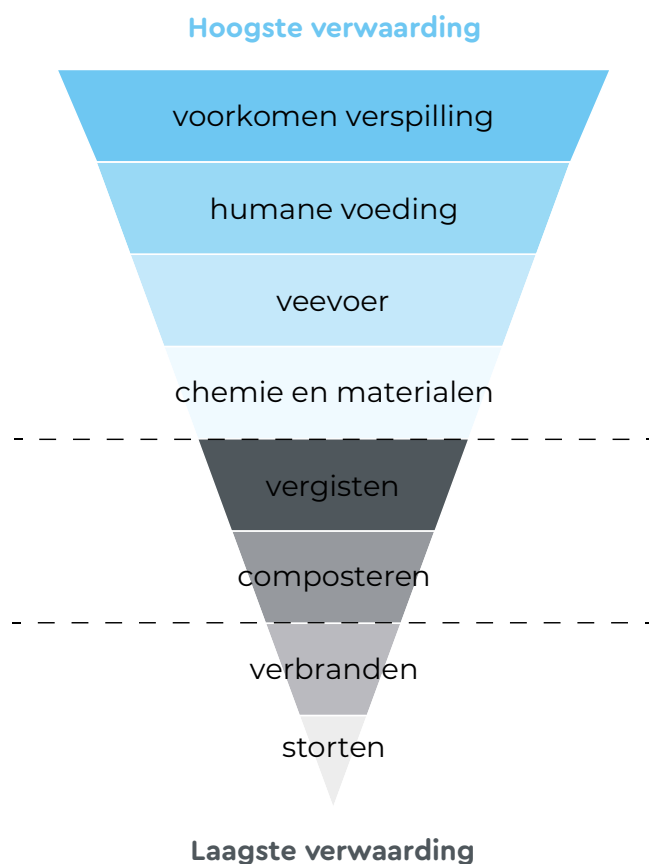 Hoogste verwaarding
voorkomen verspilling
humane voeding
veevoer
chemie en materialen
vergisten
composteren
verbranden
storten
Laagste verwaarding